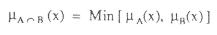 μA∩B(x) = Min[μA(x), μB(x)]